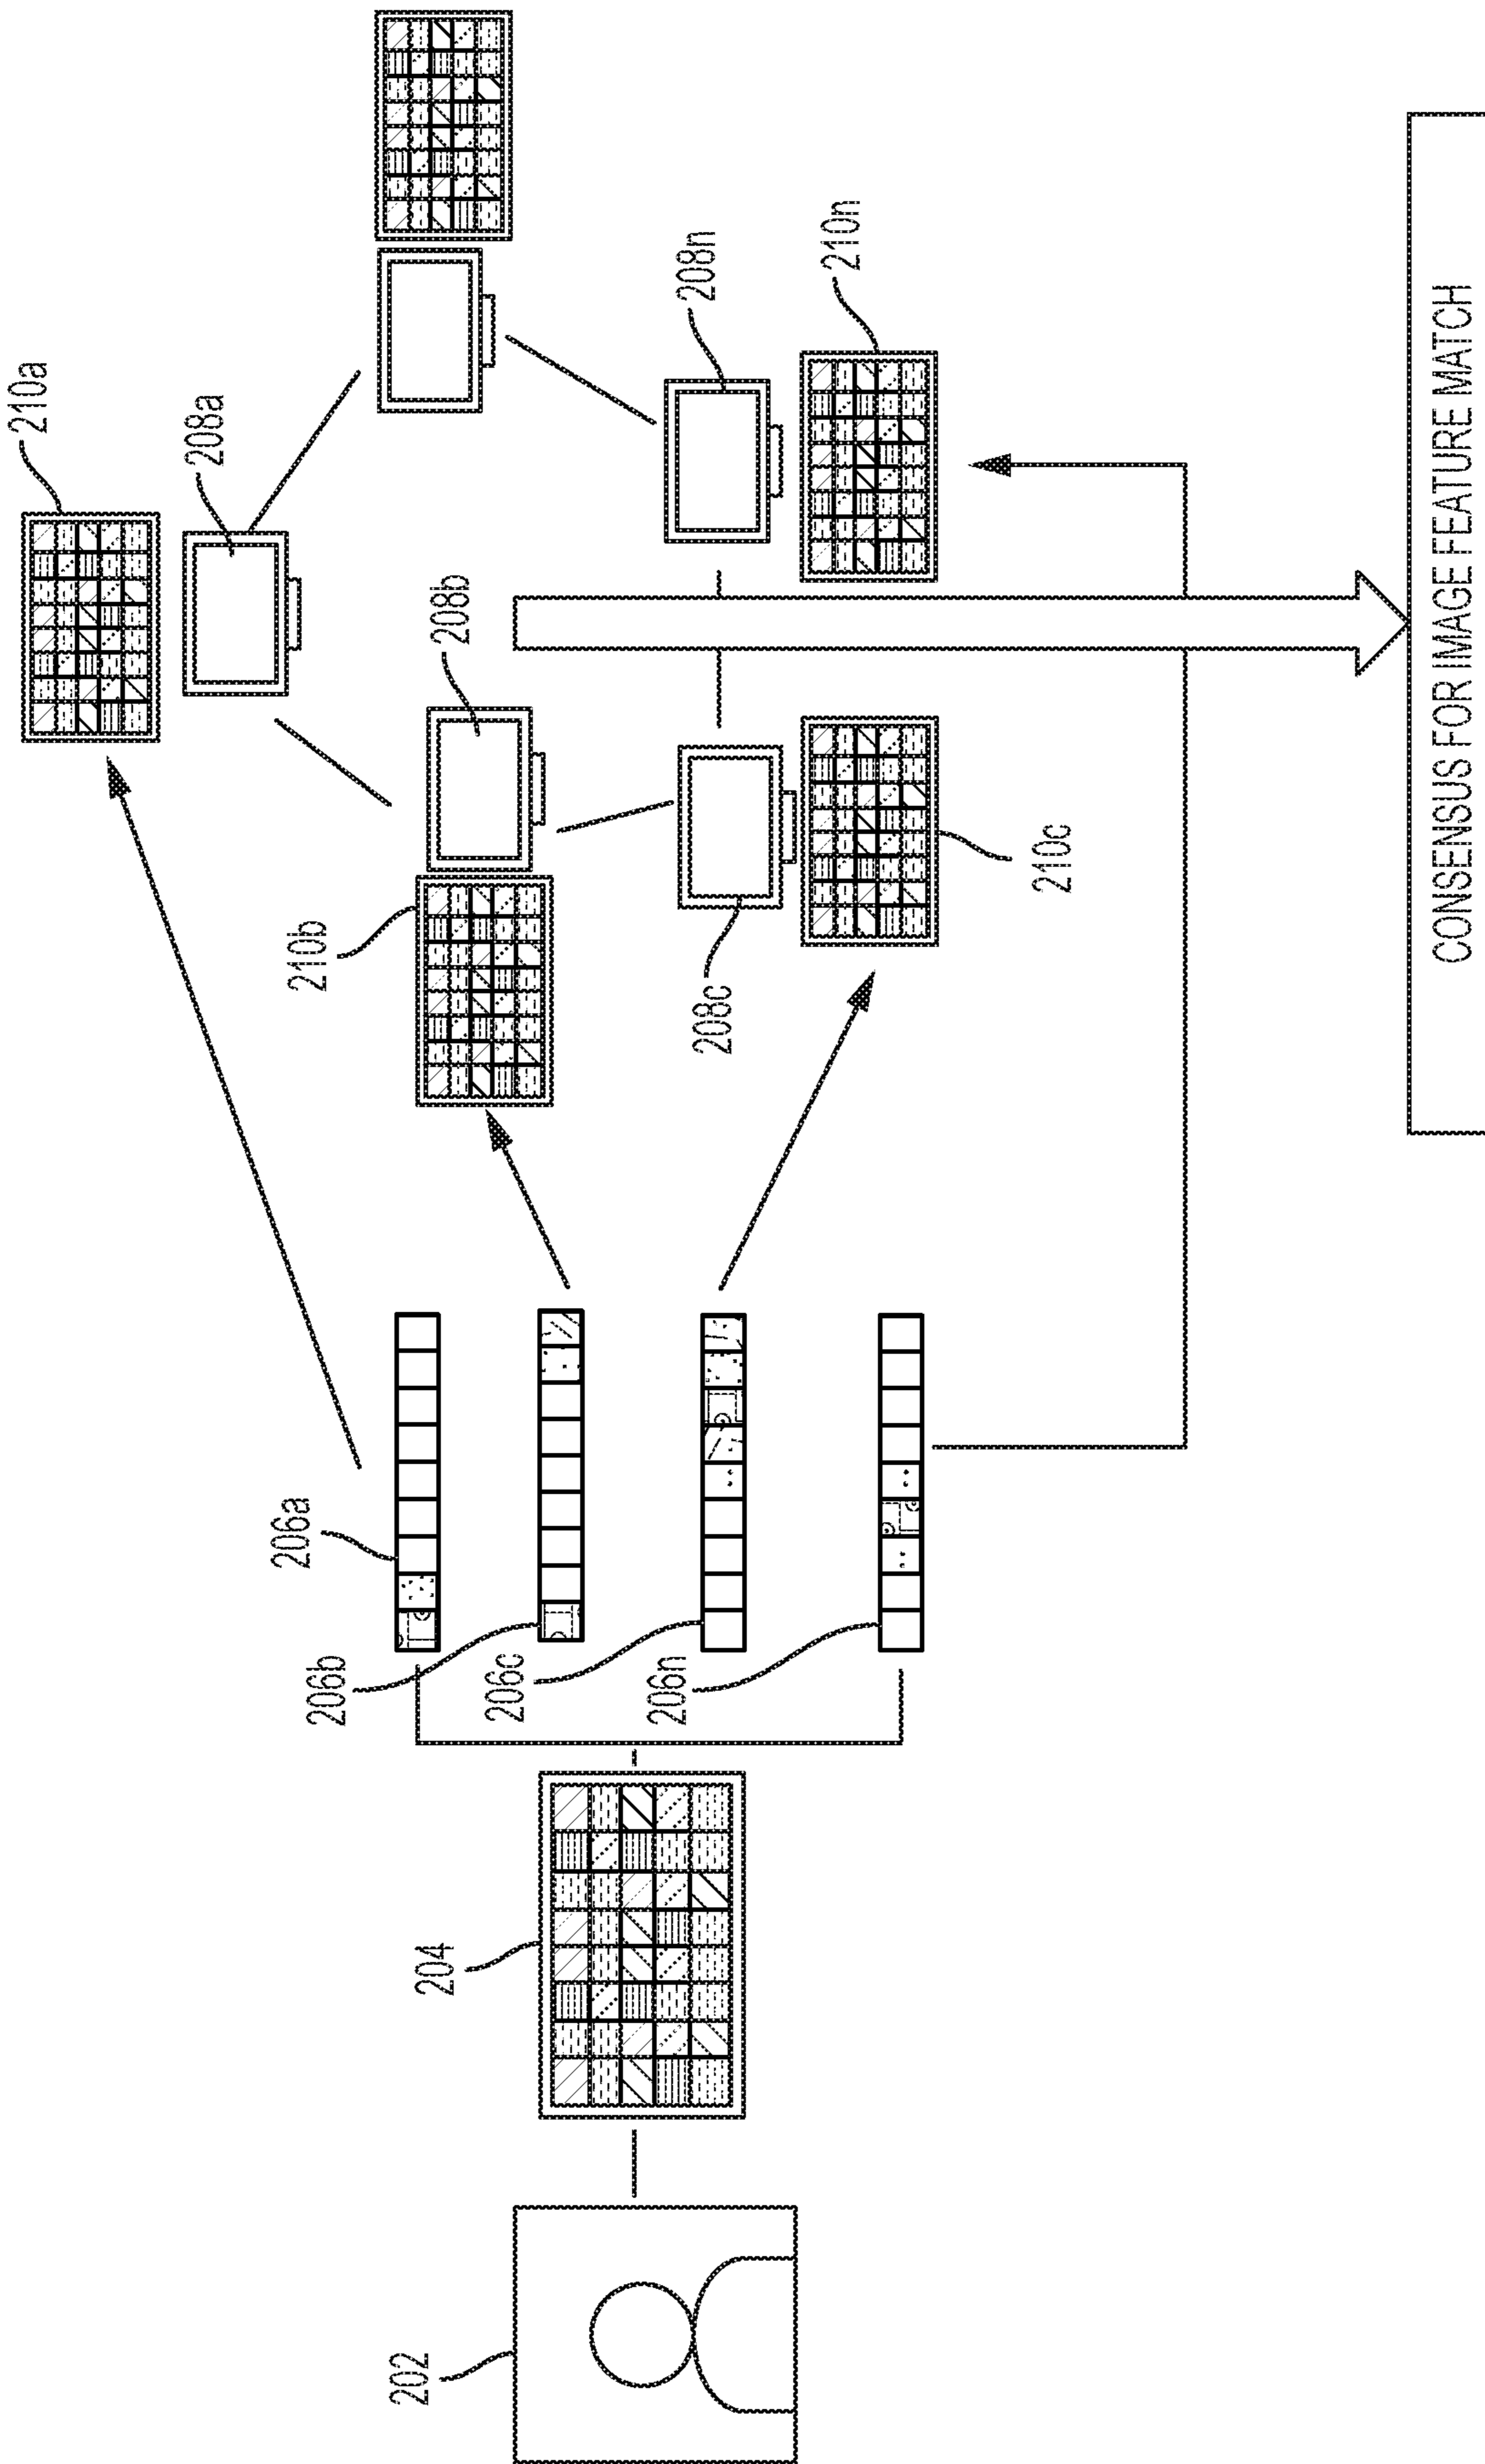 210a
208a
210b
208b
208n
210n
208c
210c
206a
206b
206c
206n
204
202
CONSENSUS FOR IMAGE FEATURE MATCH